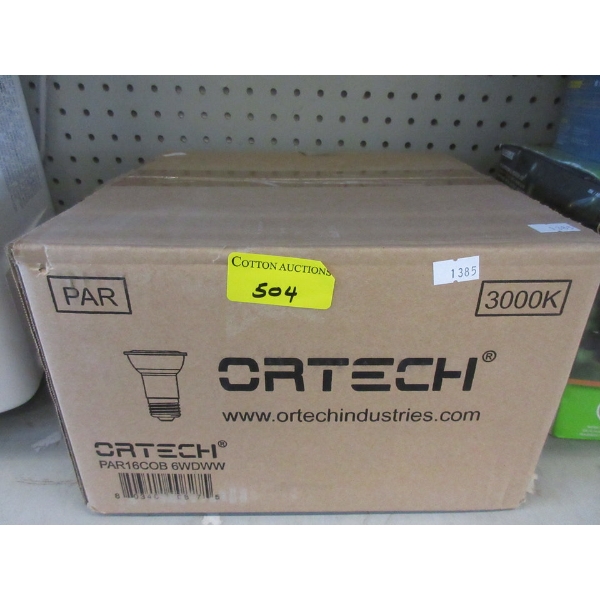 COTTON AUCTIONS
504
1385
PAR
3000K
ORTECH®
www.ortechindustries.com
ORTECH®
PAR16COB 6WDWW